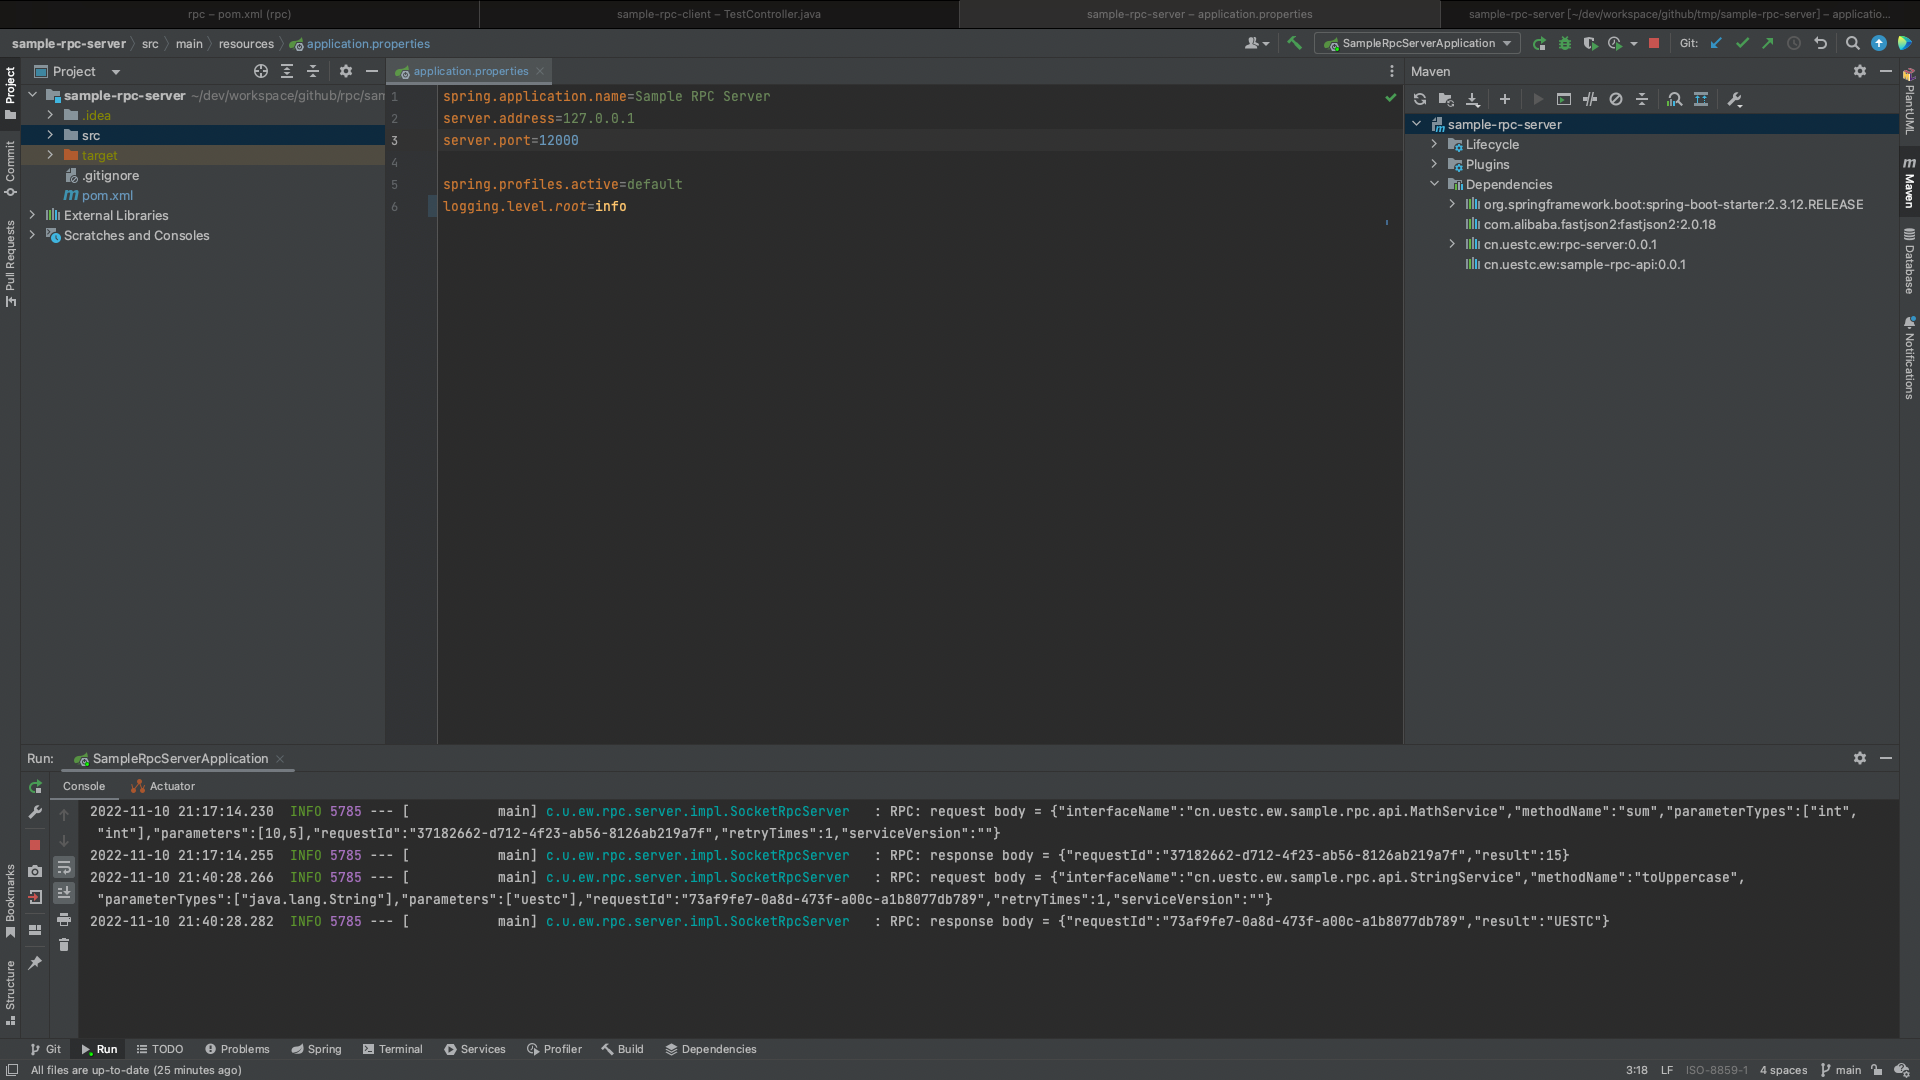 rpc – pom.xml (rpc)
sample-rpc-client – TestController.java
sample-rpc-server – application.properties
sample-rpc-server [~/dev/workspace/github/tmp/sample-rpc-server] – applicatio...
sample-rpc-server src main resources application.properties
SampleRpcServerApplication
Git:
Project
sample-rpc-server ~/dev/workspace/github/rpc/sam
.idea
src
target
.gitignore
pom.xml
External Libraries
Scratches and Consoles
Project
Commit
Pull Requests
Bookmarks
Structure
application.properties
1 spring.application.name=Sample RPC Server
2 server.address=127.0.0.1
3 server.port=12000
4
5 spring.profiles.active=default
6 logging.level.root=info
Maven
sample-rpc-server
Lifecycle
Plugins
Dependencies
org.springframework.boot:spring-boot-starter:2.3.12.RELEASE
com.alibaba.fastjson2:fastjson2:2.0.18
cn.uestc.ew:rpc-server:0.0.1
cn.uestc.ew:sample-rpc-api:0.0.1
PlantUML
Maven
Database
Notifications
Run: SampleRpcServerApplication
Console Actuator
2022-11-10 21:17:14.230 INFO 5785 --- [ main] c.u.ew.rpc.server.impl.SocketRpcServer : RPC: request body = {"interfaceName":"cn.uestc.ew.sample.rpc.api.MathService","methodName":"sum","parameterTypes":["int",
"int"],"parameters":[10,5],"requestId":"37182662-d712-4f23-ab56-8126ab219a7f","retryTimes":1,"serviceVersion":""}
2022-11-10 21:17:14.255 INFO 5785 --- [ main] c.u.ew.rpc.server.impl.SocketRpcServer : RPC: response body = {"requestId":"37182662-d712-4f23-ab56-8126ab219a7f","result":15}
2022-11-10 21:40:28.266 INFO 5785 --- [ main] c.u.ew.rpc.server.impl.SocketRpcServer : RPC: request body = {"interfaceName":"cn.uestc.ew.sample.rpc.api.StringService","methodName":"toUppercase",
"parameterTypes":["java.lang.String"],"parameters":["uestc"],"requestId":"73af9fe7-0a8d-473f-a00c-a1b8077db789","retryTimes":1,"serviceVersion":""}
2022-11-10 21:40:28.282 INFO 5785 --- [ main] c.u.ew.rpc.server.impl.SocketRpcServer : RPC: response body = {"requestId":"73af9fe7-0a8d-473f-a00c-a1b8077db789","result":"UESTC"}
Git Run TODO Problems Spring Terminal Services Profiler Build Dependencies
All files are up-to-date (25 minutes ago)
3:18 LF ISO-8859-1 4 spaces main